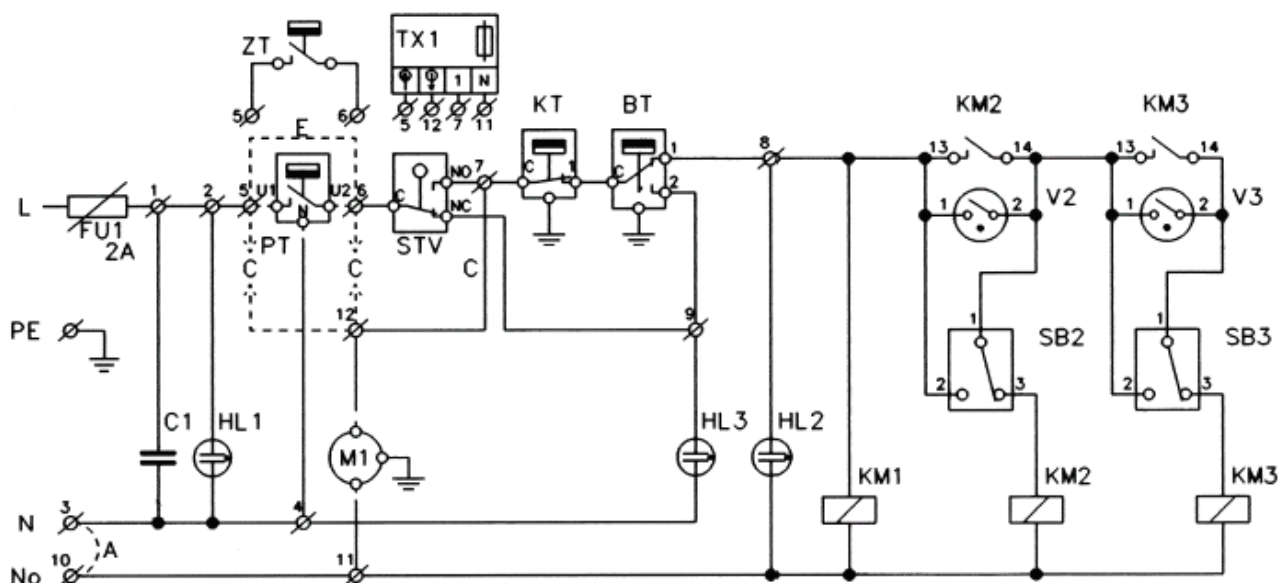 ZT
5 6
TX1
1 N
5 12 7 11
KT BT
C 1 C 1 2
KM2 KM3
13 14 13 14
8
E
L FU1 2A 1 2 5 U1 U2 6 C NO 7 NC
N
PT STV
C C C
1 2 V2 1 2 V3
12 9
PE
1 SB2 1 SB3
2 3 2 3
C1 HL1 M1 HL3 HL2
KM1 KM2 KM3
N 3 4
A
No 10 11